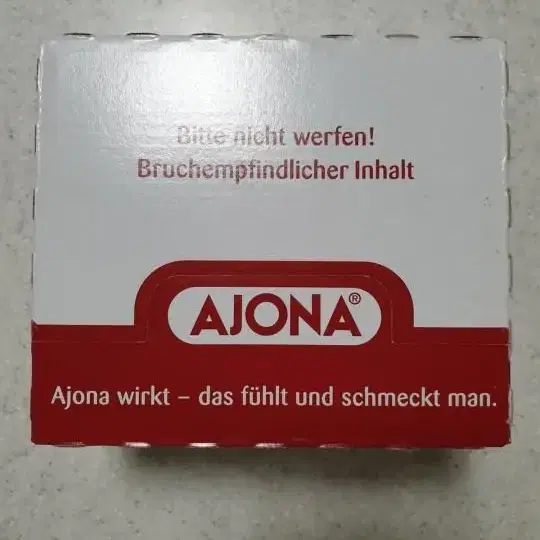 Bitte nicht werfen!
Bruchempfindlicher Inhalt
AJONA®
Ajona wirkt – das fühlt und schmeckt man.